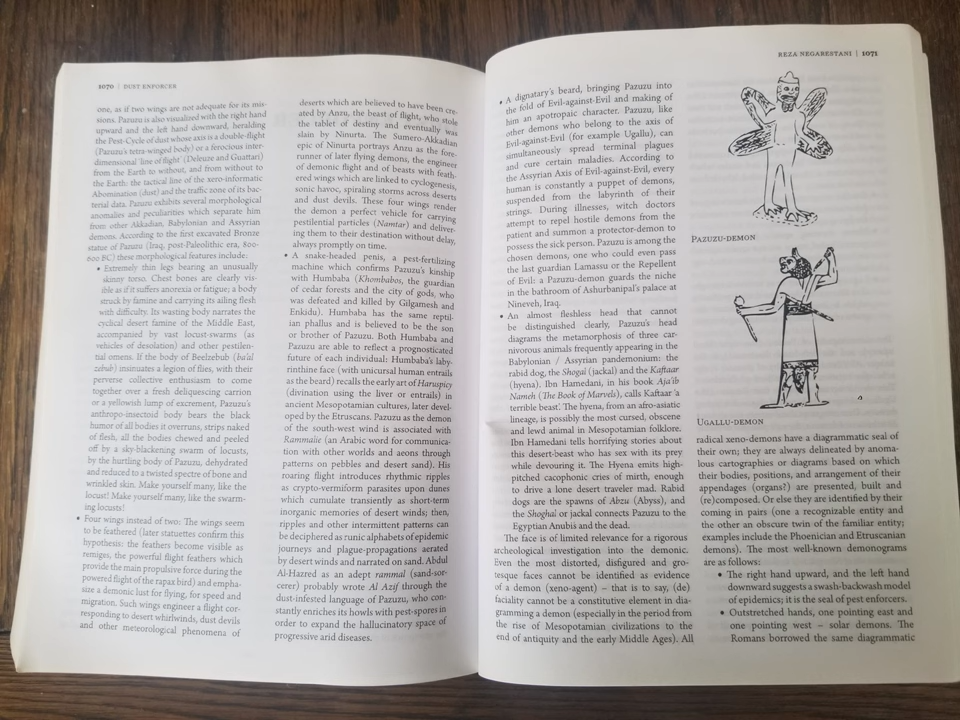 1070 | DUST ENFORCER
one, as if two wings are not adequate for its mis-
sions. Pazuzu is also visualized with the right hand
upward and the left hand downward, heralding
the Pest-Cycle of dust whose axis is a double-flight
(Pazuzu's tetra-winged body) or a ferocious inter-
dimensional 'line of flight' (Deleuze and Guattari)
from the Earth to without, and from without to
the Earth: the tactical line of the xero-informatic
Abomination (dust) and the traffic zone of its bac-
terial data. Pazuzu exhibits several morphological
anomalies and peculiarities which separate him
from other Akkadian, Babylonian and Assyrian
demons. According to the first excavated Bronze
statue of Pazuzu (Iraq, post-Paleolithic era, 800-
600 BC) these morphological features include:
• Extremely thin legs bearing an unusually
skinny torso. Chest bones are clearly vis-
ible as if it suffers anorexia or fatigue; a body
struck by famine and carrying its ailing flesh
with difficulty. Its wasting body narrates the
cyclical desert famine of the Middle East,
accompanied by vast locust-swarms (as
vehicles of desolation) and other pestilen-
tial omens. If the body of Beelzebub (ba'al
zebub) insinuates a legion of flies, with their
perverse collective enthusiasm to come
together over a fresh deliquescing carrion
or a yellowish lump of excrement, Pazuzu's
anthropo-insectoid body bears the black
humor of all bodies it overruns, strips naked
of flesh, all the bodies chewed and peeled
off by a sky-blackening swarm of locusts,
by the hurtling body of Pazuzu, dehydrated
and reduced to a twisted spectre of bone and
wrinkled skin. Make yourself many, like the
locust! Make yourself many, like the swarm-
ing locusts!
• Four wings instead of two: The wings seem
to be feathered (later statuettes confirm this
hypothesis: the feathers become visible as
remiges, the powerful flight feathers which
provide the main propulsive force during the
powered flight of the rapax bird) and empha-
size a demonic lust for flying, for speed and
migration. Such wings engineer a flight cor-
responding to desert whirlwinds, dust devils
and other meteorological phenomena of
deserts which are believed to have been cre-
ated by Anzu, the beast of flight, who stole
the tablet of destiny and eventually was
slain by Ninurta. The Sumero-Akkadian
epic of Ninurta portrays Anzu as the fore-
runner of later flying demons, the engineer
of demonic flight and of beasts with feath-
ered wings which are linked to cyclogenesis,
sonic havoc, spiraling storms across deserts
and dust devils. These four wings render
the demon a perfect vehicle for carrying
pestilential particles (Namtar) and deliver-
ing them to their destination without delay,
always promptly on time.
• A snake-headed penis, a pest-fertilizing
machine which confirms Pazuzu's kinship
with Humbaba (Khombabos, the guardian
of cedar forests and the city of gods, who
was defeated and killed by Gilgamesh and
Enkidu). Humbaba has the same reptil-
ian phallus and is believed to be the son
or brother of Pazuzu. Both Humbaba and
Pazuzu are able to reflect a prognosticated
future of each individual: Humbaba's laby-
rinthine face (with unicursal human entrails
as the beard) recalls the early art of Haruspicy
(divination using the liver or entrails) in
ancient Mesopotamian cultures, later devel-
oped by the Etruscans. Pazuzu as the demon
of the south-west wind is associated with
Rammalie (an Arabic word for communica-
tion with other worlds and aeons through
patterns on pebbles and desert sand). His
roaring flight introduces rhythmic ripples
as crypto-vermiform parasites upon dunes
which cumulate transiently as short-term
inorganic memories of desert winds; then,
ripples and other intermittent patterns can
be deciphered as runic alphabets of epidemic
journeys and plague-propagations aerated
by desert winds and narrated on sand. Abdul
Al-Hazred as an adept rammal (sand-sor-
cerer) probably wrote Al Azif through the
dust-infested language of Pazuzu, who con-
stantly enriches its howls with pest-spores in
order to expand the hallucinatory space of
progressive arid diseases.
REZA NEGARESTANI | 1071
• A dignatary's beard, bringing Pazuzu into
the fold of Evil-against-Evil and making of
him an apotropaic character. Pazuzu, like
other demons who belong to the axis of
Evil-against-Evil (for example Ugallu), can
simultaneously spread terminal plagues
and cure certain maladies. According to
the Assyrian Axis of Evil-against-Evil, every
human is constantly a puppet of demons,
suspended from the labyrinth of their
strings. During illnesses, witch doctors
attempt to repel hostile demons from the
patient and summon a protector-demon to
possess the sick person. Pazuzu is among the
chosen demons, one who could even pass
the last guardian Lamassu or the Repellent
of Evil: a Pazuzu-demon guards the niche
in the bathroom of Ashurbanipal's palace at
Nineveh, Iraq.
• An almost fleshless head that cannot
be distinguished clearly, Pazuzu's head
diagrams the metamorphosis of three car-
nivorous animals frequently appearing in the
Babylonian / Assyrian pandemonium: the
rabid dog, the Shogal (jackal) and the Kaftaar
(hyena). Ibn Hamedani, in his book Aja'ib
Nameh (The Book of Marvels), calls Kaftaar 'a
terrible beast'. The hyena, from an afro-asiatic
lineage, is possibly the most cursed, obscene
and lewd animal in Mesopotamian folklore.
Ibn Hamedani tells horrifying stories about
this desert-beast who has sex with its prey
while devouring it. The Hyena emits high-
pitched cacophonic cries of mirth, enough
to drive a lone desert traveler mad. Rabid
dogs are the spawns of Abzu (Abyss), and
the Shoghal or jackal connects Pazuzu to the
Egyptian Anubis and the dead.
The face is of limited relevance for a rigorous
archeological investigation into the demonic.
Even the most distorted, disfigured and gro-
tesque faces cannot be identified as evidence
of a demon (xeno-agent) – that is to say, (de)
faciality cannot be a constitutive element in dia-
gramming a demon (especially in the period from
the rise of Mesopotamian civilizations to the
end of antiquity and the early Middle Ages). All
PAZUZU-DEMON
UGALLU-DEMON
radical xeno-demons have a diagrammatic seal of
their own; they are always delineated by anoma-
lous cartographies or diagrams based on which
their bodies, positions, and arrangement of their
appendages (organs?) are presented, built and
(re)composed. Or else they are identified by their
coming in pairs (one a recognizable entity and
the other an obscure twin of the familiar entity;
examples include the Phoenician and Etruscanian
demons). The most well-known demonograms
are as follows:
• The right hand upward, and the left hand
downward suggests a swash-backwash model
of epidemics; it is the seal of pest enforcers.
• Outstretched hands, one pointing east and
one pointing west – solar demons. The
Romans borrowed the same diagrammatic